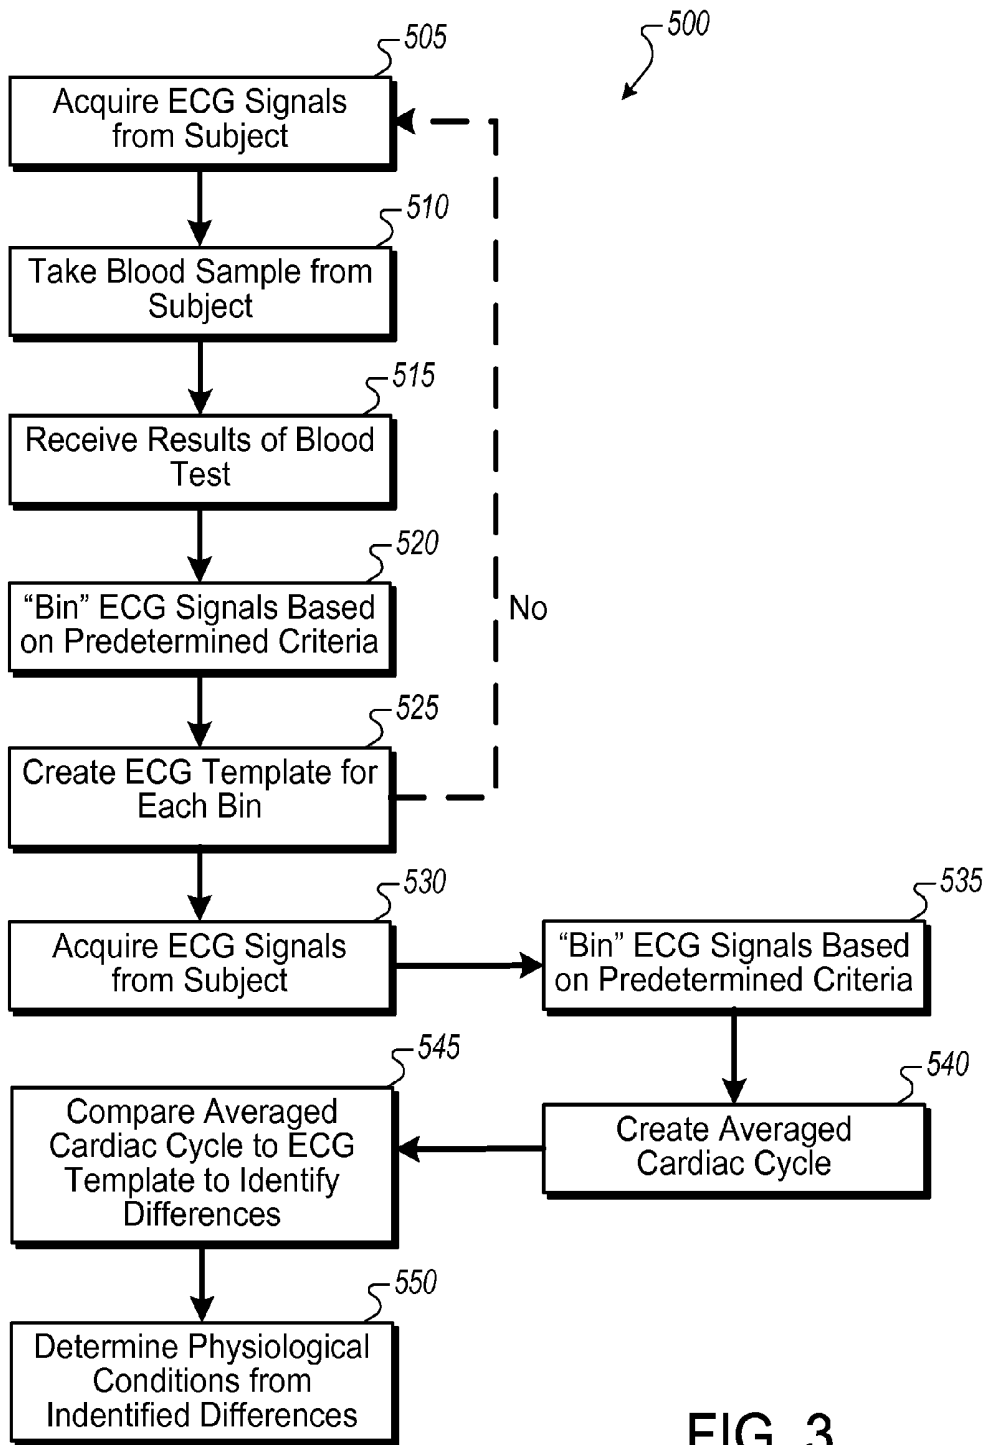 500
505
Acquire ECG Signals
from Subject
510
Take Blood Sample from
Subject
515
Receive Results of Blood
Test
520
“Bin” ECG Signals Based
on Predetermined Criteria
No
525
Create ECG Template for
Each Bin
530
Acquire ECG Signals
from Subject
535
“Bin” ECG Signals Based
on Predetermined Criteria
540
Create Averaged
Cardiac Cycle
545
Compare Averaged
Cardiac Cycle to ECG
Template to Identify
Differences
550
Determine Physiological
Conditions from
Indentified Differences
FIG. 3